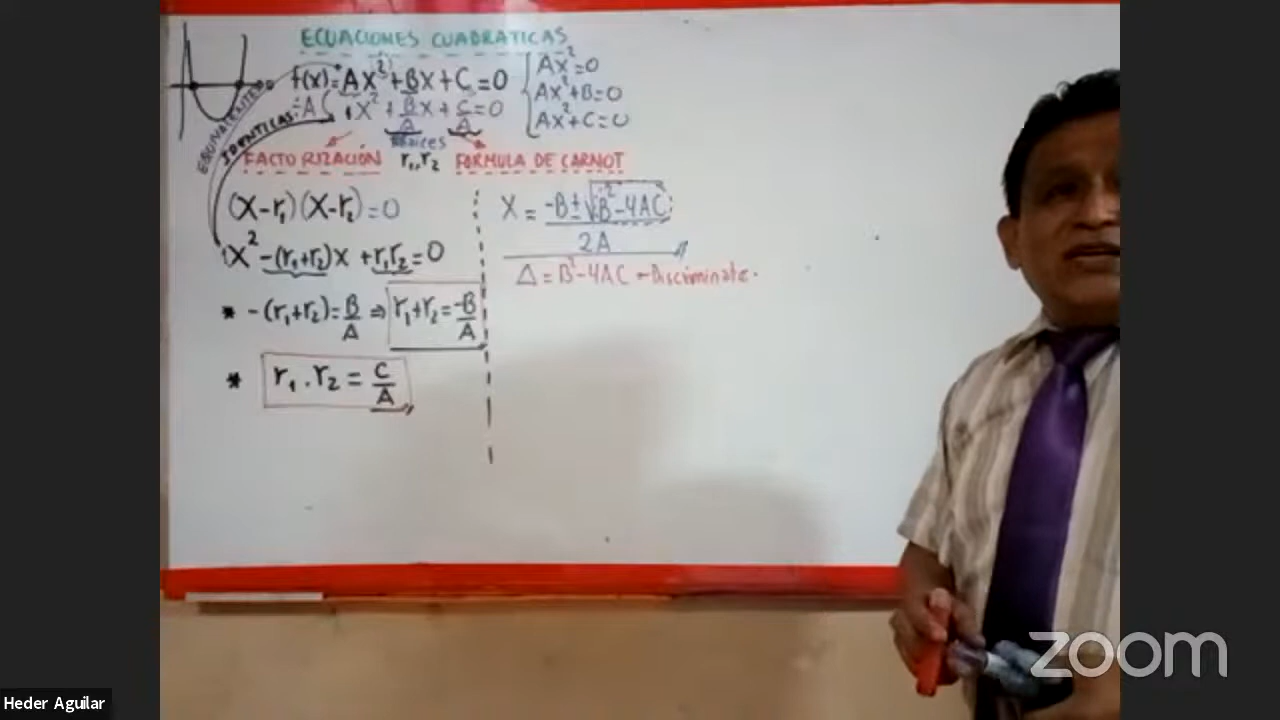 ECUACIONES CUADRATICAS
f(x)=AX²+BX+C=0
=A(1X²+B/A X+C/A=0
AX²=0
AX²+B=0
AX²+C=0
EQUIVALENTES
IDENTICAS:
Raices
FACTORIZACIÓN r₁,r₂ FORMULA DE CARNOT
(X-r₁)(X-r₂)=0
1X²-(r₁+r₂)X+r₁r₂=0
* -(r₁+r₂)=B/A ⇒ r₁+r₂=-B/A
* r₁.r₂=C/A
X=-B±√B²-4AC/2A
Δ=B²-4AC→Discriminate.
zoom
Heder Aguilar